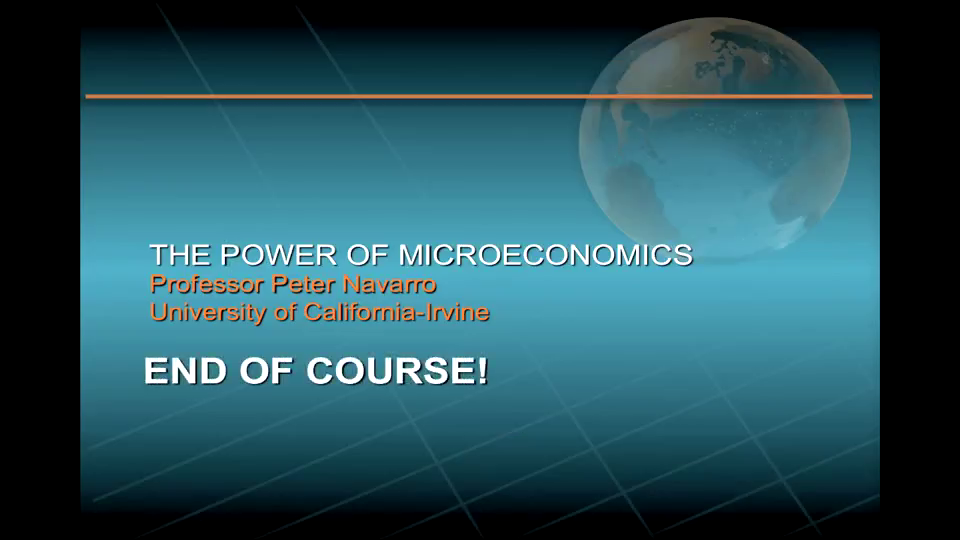 THE POWER OF MICROECONOMICS
Professor Peter Navarro
University of California-Irvine
END OF COURSE!